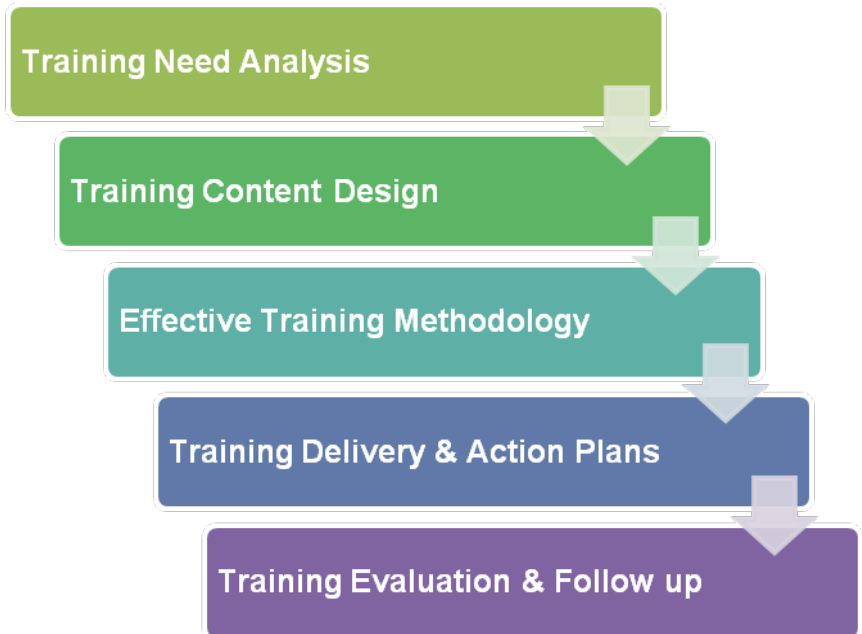 Training Need Analysis
Training Content Design
Effective Training Methodology
Training Delivery & Action Plans
Training Evaluation & Follow up